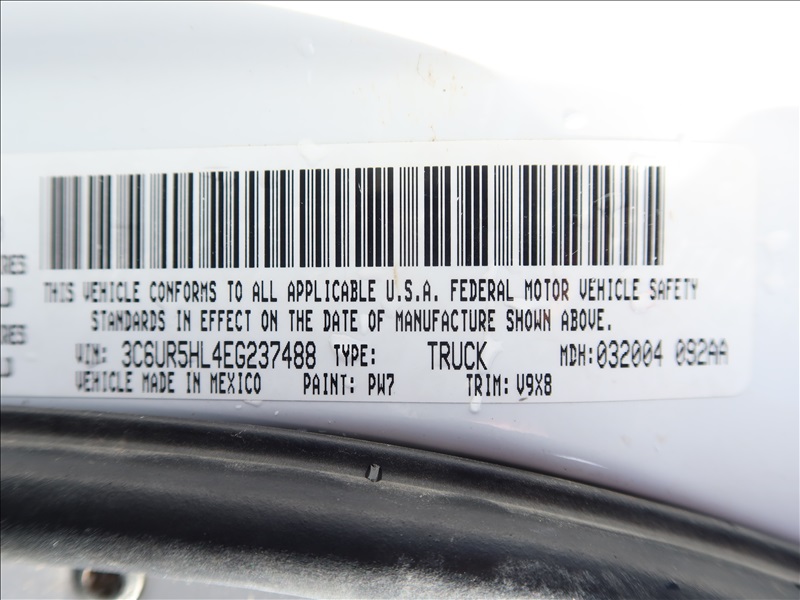 THIS VEHICLE CONFORMS TO ALL APPLICABLE U.S.A. FEDERAL MOTOR VEHICLE SAFETY
STANDARDS IN EFFECT ON THE DATE OF MANUFACTURE SHOWN ABOVE.
VIN: 3C6UR5HL4EG237488 TYPE: TRUCK MDH:032004 092AA
VEHICLE MADE IN MEXICO PAINT: PW7 TRIM: V9X8